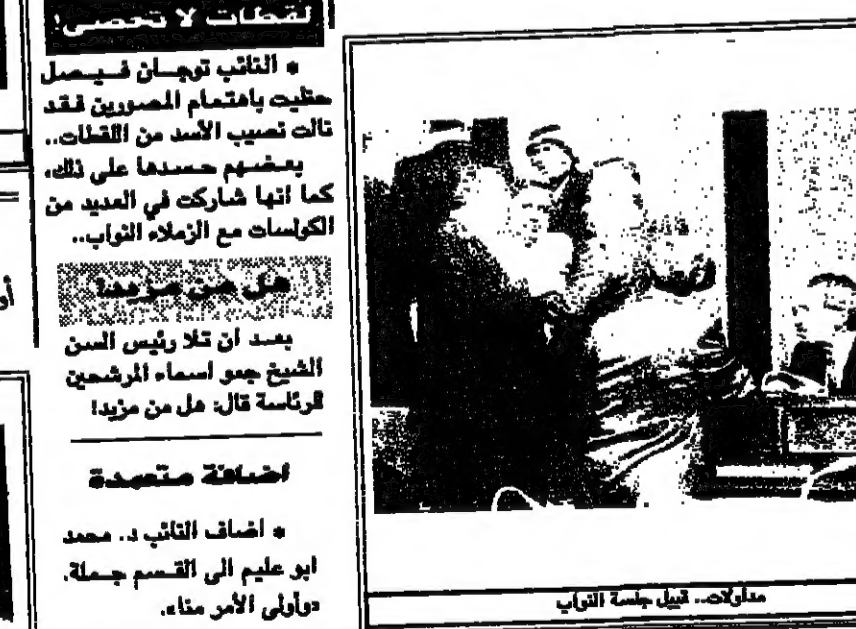 لقطات لا تحصى!
* النائب توجان فيصل
حظيت باهتمام المصورين فقد
نالت نصيب الأسد من اللقطات..
بعضهم حسدها على ذلك،
كما انها شاركت في العديد من
الكولسات مع الزملاء النواب..
هل من مزيد!
بعد ان تلا رئيس السن
الشيخ جمو اسماء المرشحين
للرئاسة قال: هل من مزيد!
اضافة متعمدة
* اضاف النائب د. محمد
ابو عليم الى القسم جملة،
«وأولي الأمر منا».
مداولات.. قبيل جلسة النواب
أو